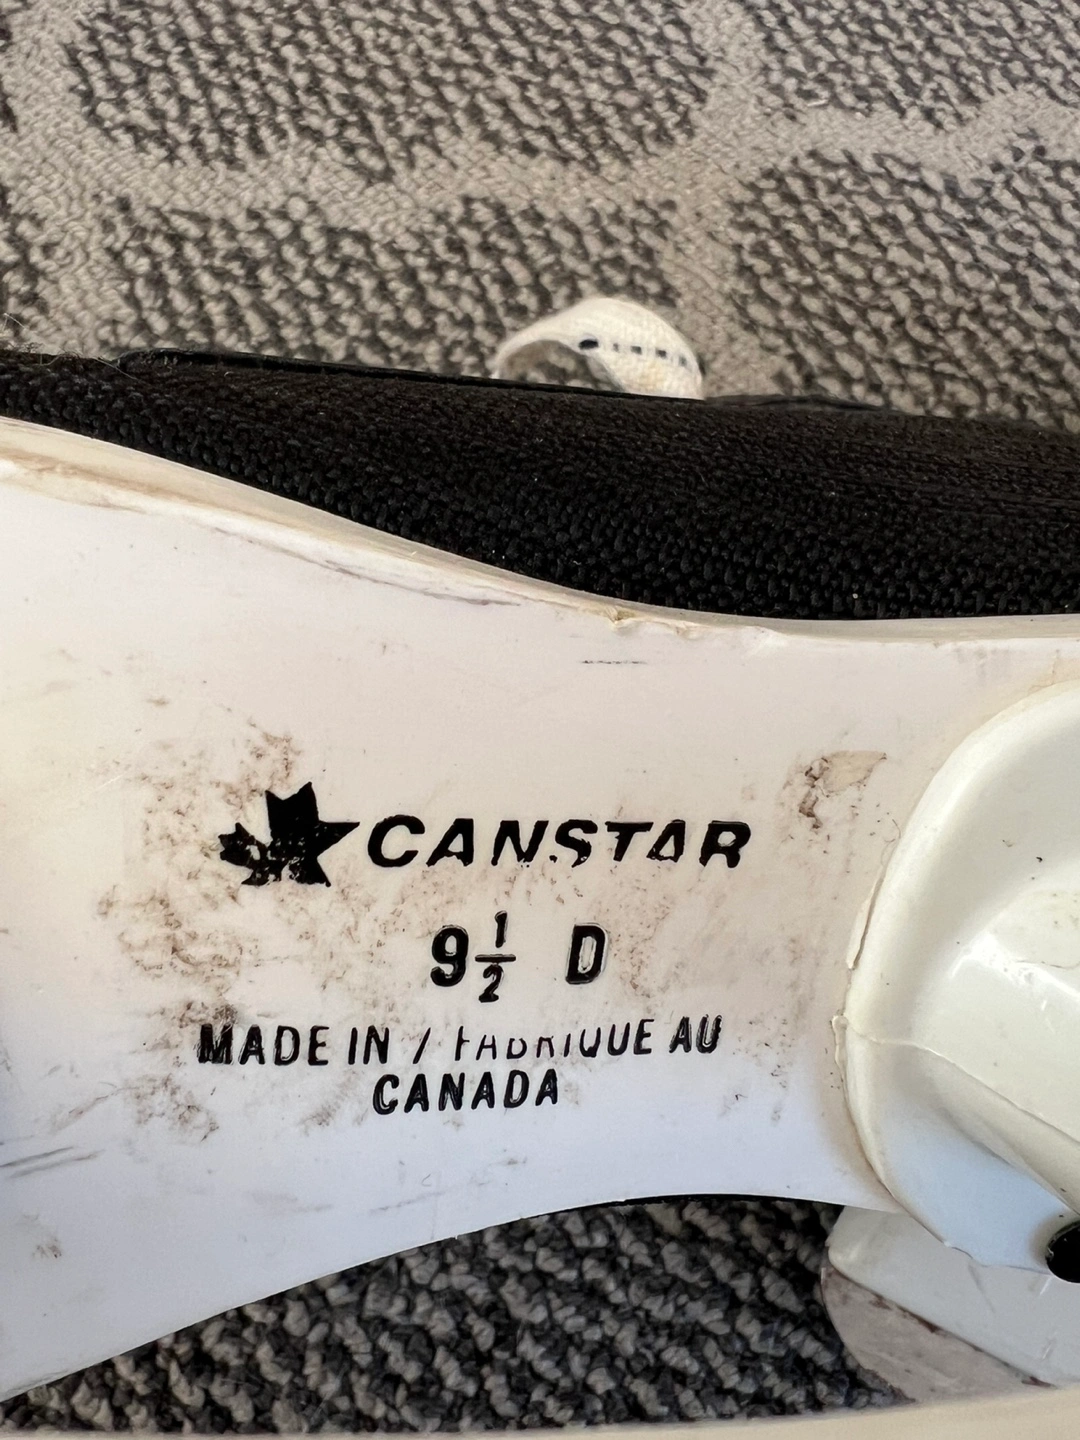 CANSTAR
9½ D
MADE IN / FABRIQUE AU
CANADA